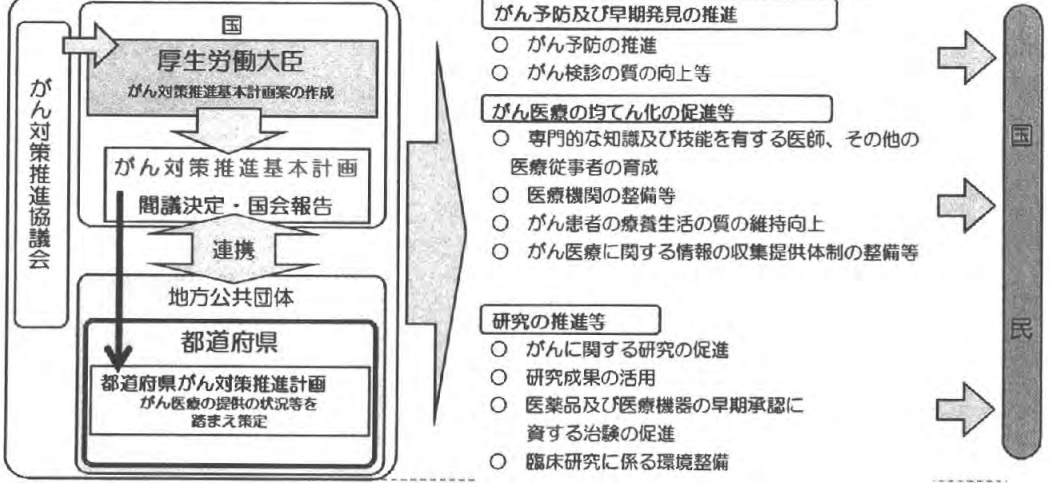 がん対策推進協議会
国
厚生労働大臣
がん対策推進基本計画案の作成
がん対策推進基本計画
閣議決定・国会報告
連携
地方公共団体
都道府県
都道府県がん対策推進計画
がん医療の提供の状況等を
踏まえ策定
がん予防及び早期発見の推進
○ がん予防の推進
○ がん検診の質の向上等
がん医療の均てん化の促進等
○ 専門的な知識及び技能を有する医師、その他の
医療従事者の育成
○ 医療機関の整備等
○ がん患者の療養生活の質の維持向上
○ がん医療に関する情報の収集提供体制の整備等
研究の推進等
○ がんに関する研究の促進
○ 研究成果の活用
○ 医薬品及び医療機器の早期承認に
資する治験の促進
○ 臨床研究に係る環境整備
国民